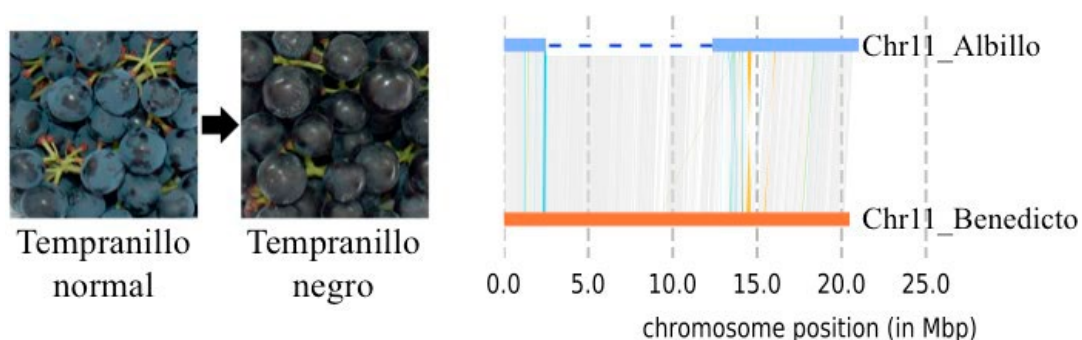 Tempranillo
normal
Tempranillo
negro
Chr11_Albillo
Chr11_Benedicto
0.0 5.0 10.0 15.0 20.0 25.0
chromosome position (in Mbp)